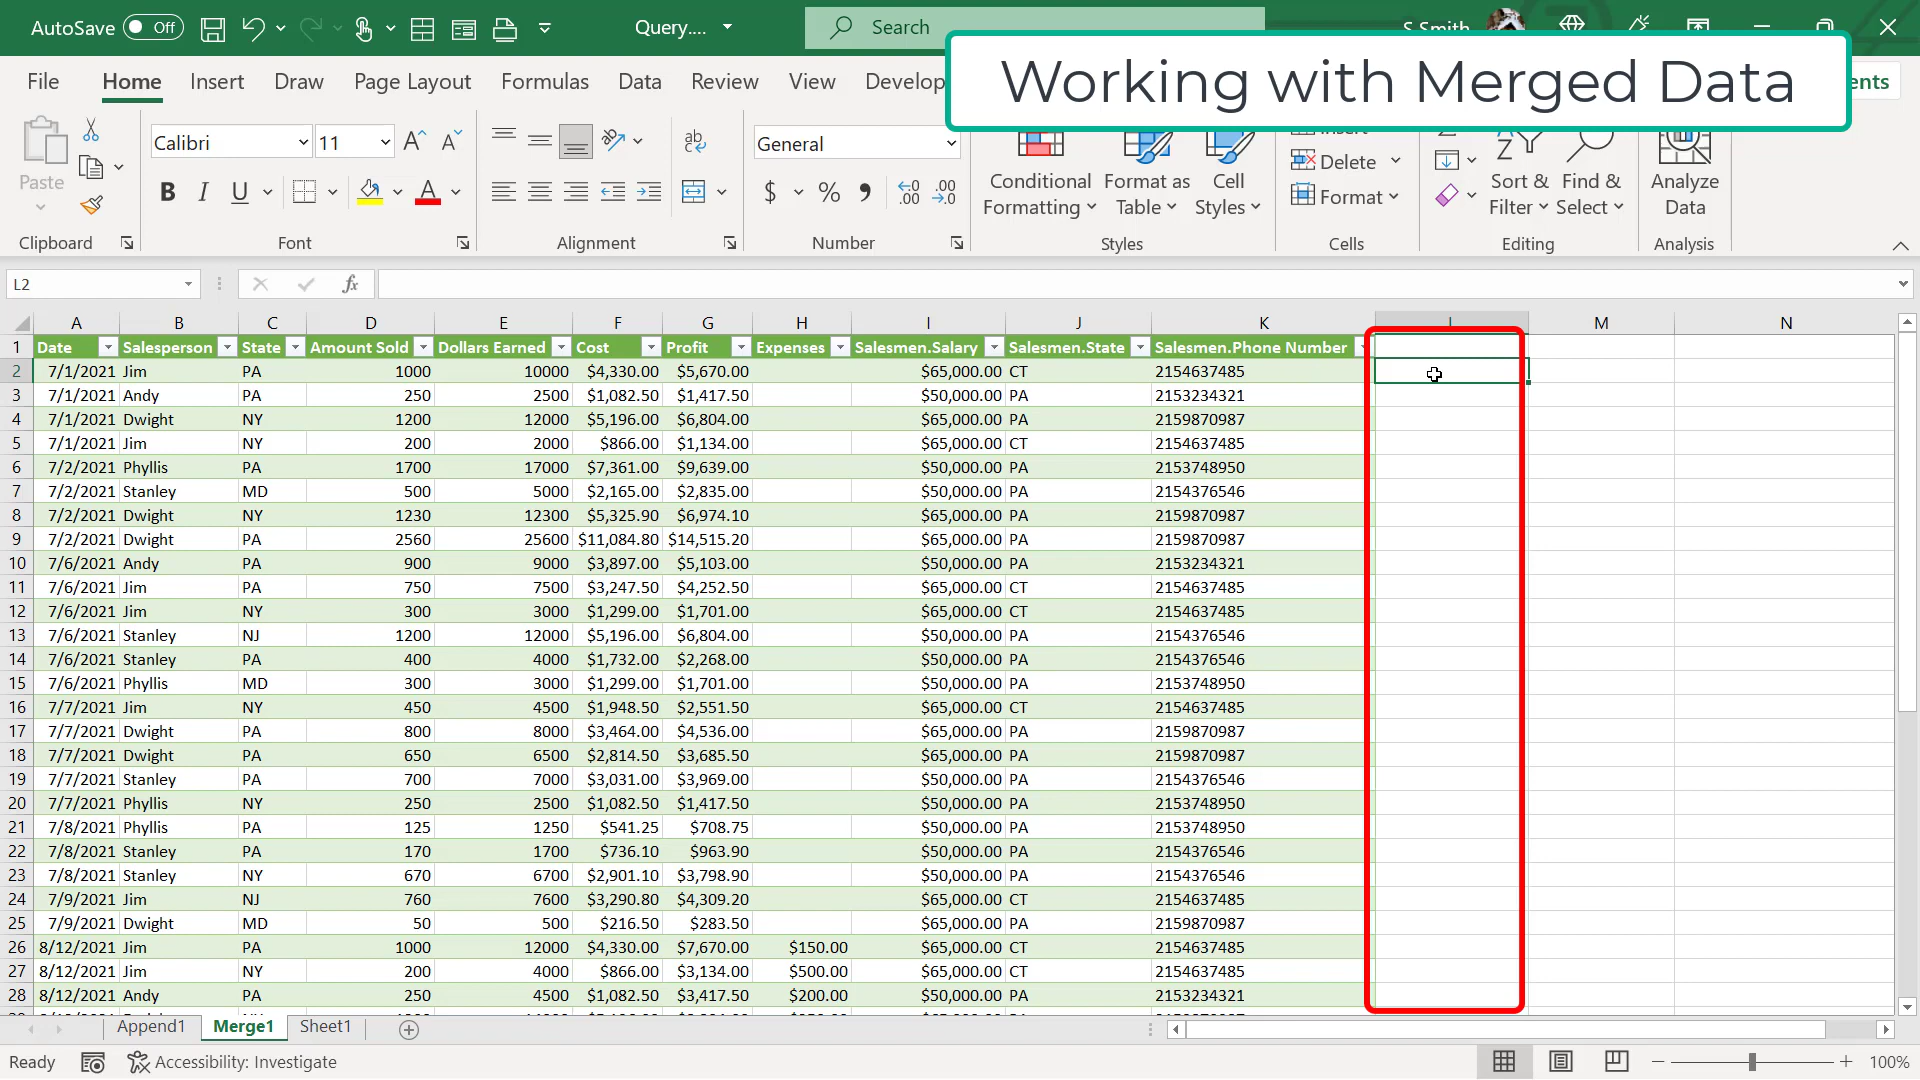 AutoSave Off Query.... Search S Smith
Working with Merged Data
File Home Insert Draw Page Layout Formulas Data Review View Develop ents
Paste Calibri 11 General Conditional Formatting Format as Table Cell Styles Insert Delete Format Sort & Filter Find & Select Analyze Data
B I U $ % , .00
Clipboard Font Alignment Number Styles Cells Editing Analysis
L2 fx
A B C D E F G H I J K L M N
1 Date Salesperson State Amount Sold Dollars Earned Cost Profit Expenses Salesmen.Salary Salesmen.State Salesmen.Phone Number
2 7/1/2021 Jim PA 1000 10000 $4,330.00 $5,670.00 $65,000.00 CT 2154637485
3 7/1/2021 Andy PA 250 2500 $1,082.50 $1,417.50 $50,000.00 PA 2153234321
4 7/1/2021 Dwight NY 1200 12000 $5,196.00 $6,804.00 $65,000.00 PA 2159870987
5 7/1/2021 Jim NY 200 2000 $866.00 $1,134.00 $65,000.00 CT 2154637485
6 7/2/2021 Phyllis PA 1700 17000 $7,361.00 $9,639.00 $50,000.00 PA 2153748950
7 7/2/2021 Stanley MD 500 5000 $2,165.00 $2,835.00 $50,000.00 PA 2154376546
8 7/2/2021 Dwight NY 1230 12300 $5,325.90 $6,974.10 $65,000.00 PA 2159870987
9 7/2/2021 Dwight PA 2560 25600 $11,084.80 $14,515.20 $65,000.00 PA 2159870987
10 7/6/2021 Andy PA 900 9000 $3,897.00 $5,103.00 $50,000.00 PA 2153234321
11 7/6/2021 Jim PA 750 7500 $3,247.50 $4,252.50 $65,000.00 CT 2154637485
12 7/6/2021 Jim NY 300 3000 $1,299.00 $1,701.00 $65,000.00 CT 2154637485
13 7/6/2021 Stanley NJ 1200 12000 $5,196.00 $6,804.00 $50,000.00 PA 2154376546
14 7/6/2021 Stanley PA 400 4000 $1,732.00 $2,268.00 $50,000.00 PA 2154376546
15 7/6/2021 Phyllis MD 300 3000 $1,299.00 $1,701.00 $50,000.00 PA 2153748950
16 7/7/2021 Jim NY 450 4500 $1,948.50 $2,551.50 $65,000.00 CT 2154637485
17 7/7/2021 Dwight PA 800 8000 $3,464.00 $4,536.00 $65,000.00 PA 2159870987
18 7/7/2021 Dwight PA 650 6500 $2,814.50 $3,685.50 $65,000.00 PA 2159870987
19 7/7/2021 Stanley PA 700 7000 $3,031.00 $3,969.00 $50,000.00 PA 2154376546
20 7/7/2021 Phyllis NY 250 2500 $1,082.50 $1,417.50 $50,000.00 PA 2153748950
21 7/8/2021 Phyllis PA 125 1250 $541.25 $708.75 $50,000.00 PA 2153748950
22 7/8/2021 Stanley PA 170 1700 $736.10 $963.90 $50,000.00 PA 2154376546
23 7/8/2021 Stanley NY 670 6700 $2,901.10 $3,798.90 $50,000.00 PA 2154376546
24 7/9/2021 Jim NJ 760 7600 $3,290.80 $4,309.20 $65,000.00 CT 2154637485
25 7/9/2021 Dwight MD 50 500 $216.50 $283.50 $65,000.00 PA 2159870987
26 8/12/2021 Jim PA 1000 12000 $4,330.00 $7,670.00 $150.00 $65,000.00 CT 2154637485
27 8/12/2021 Jim NY 200 4000 $866.00 $3,134.00 $500.00 $65,000.00 CT 2154637485
28 8/12/2021 Andy PA 250 4500 $1,082.50 $3,417.50 $200.00 $50,000.00 PA 2153234321
Append1 Merge1 Sheet1
Ready Accessibility: Investigate 100%